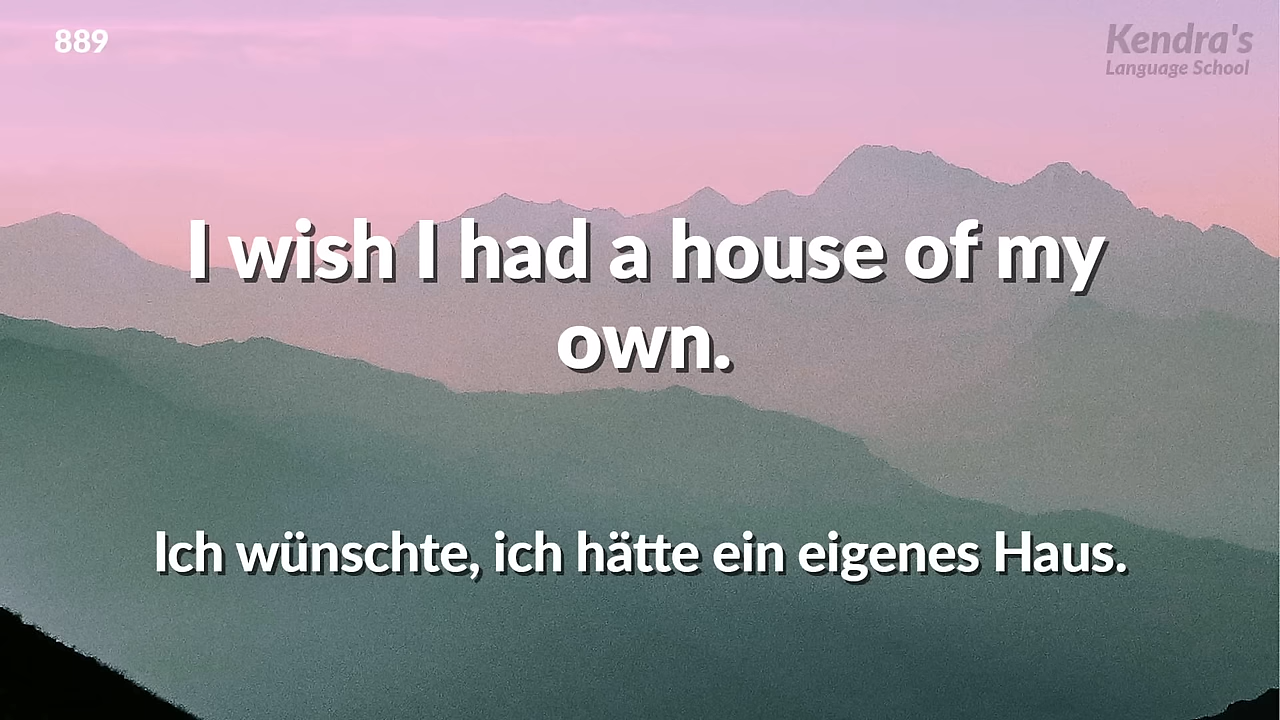 889
Kendra's
Language School
I wish I had a house of my
own.
Ich wünschte, ich hätte ein eigenes Haus.